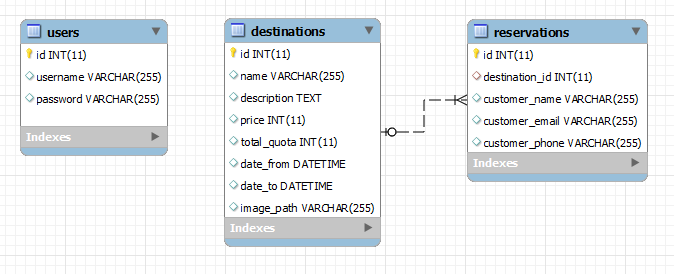 users
id INT(11)
username VARCHAR(255)
password VARCHAR(255)
Indexes
destinations
id INT(11)
name VARCHAR(255)
description TEXT
price INT(11)
total_quota INT(11)
date_from DATETIME
date_to DATETIME
image_path VARCHAR(255)
Indexes
reservations
id INT(11)
destination_id INT(11)
customer_name VARCHAR(255)
customer_email VARCHAR(255)
customer_phone VARCHAR(255)
Indexes